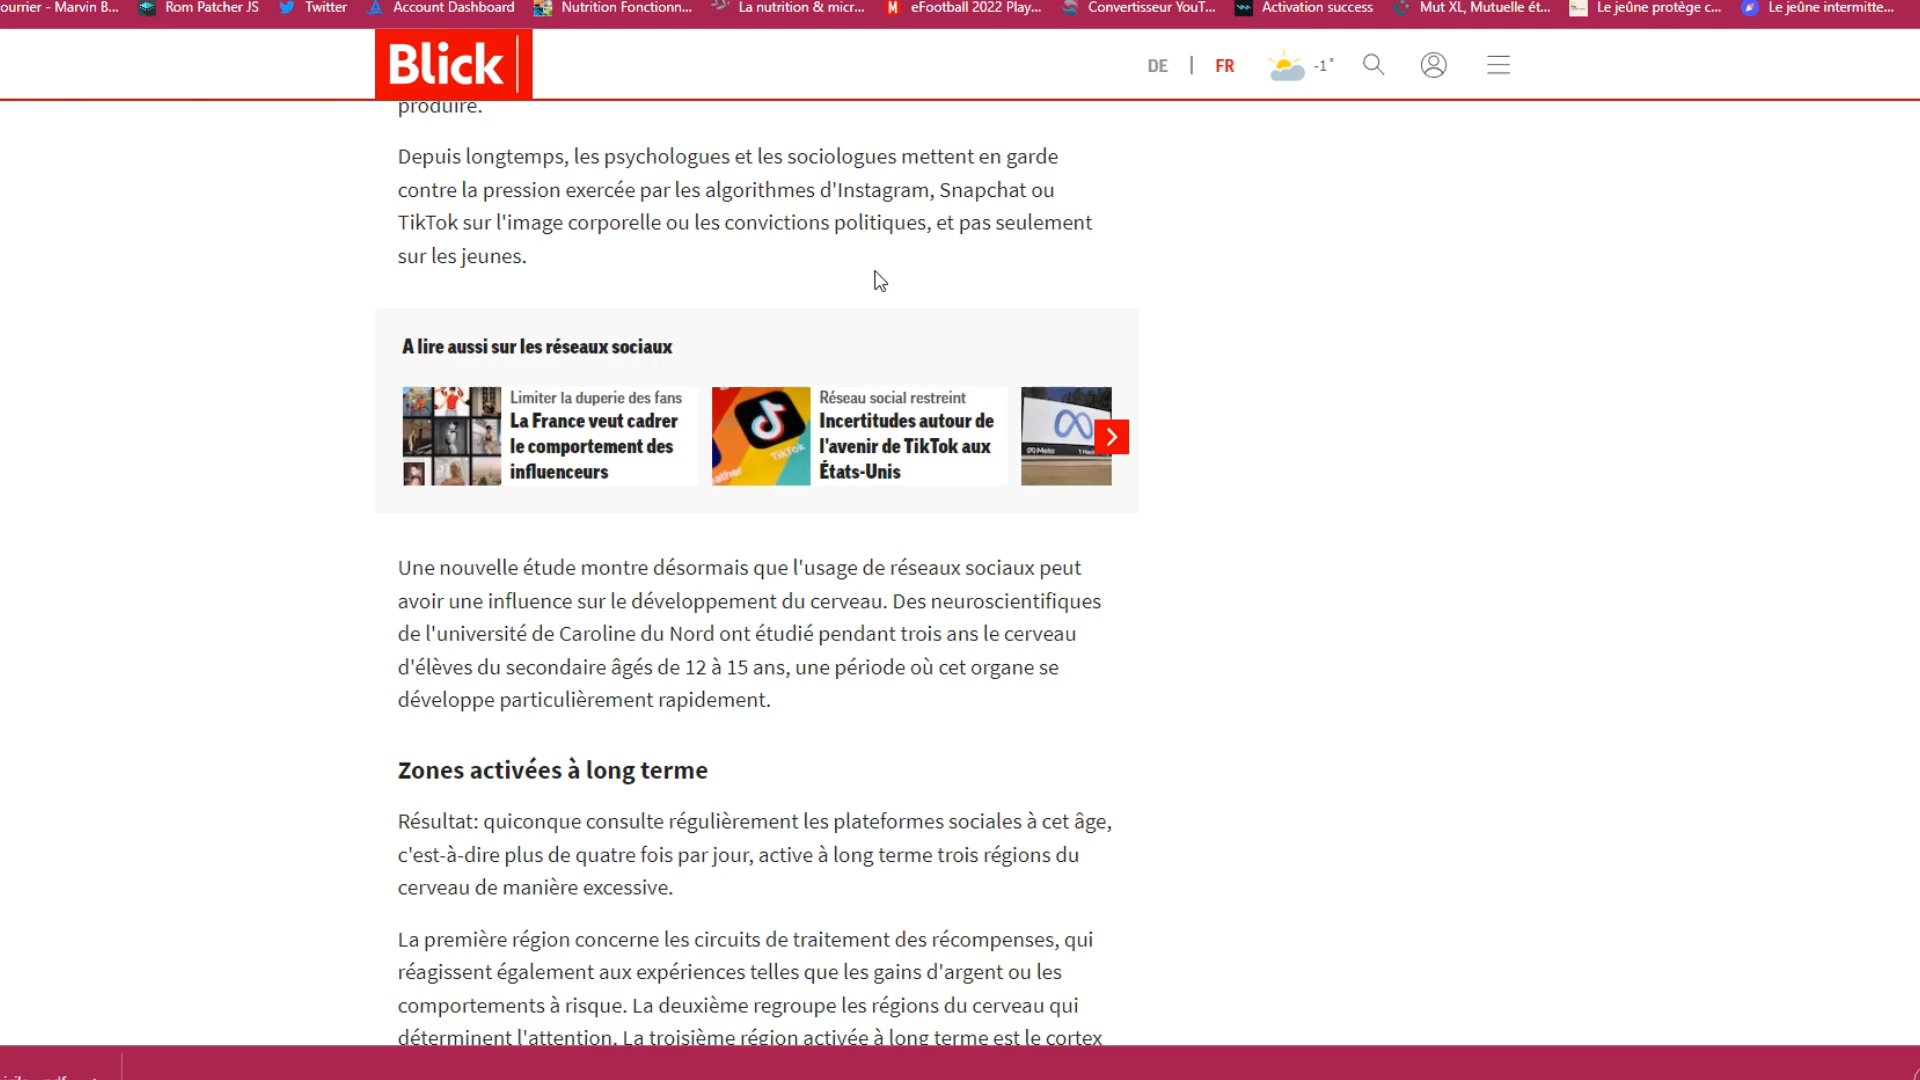 ourrier - Marvin B... Rom Patcher JS Twitter Account Dashboard Nutrition Fonctionn... La nutrition & micr... eFootball 2022 Play... Convertisseur YouT... Activation success Mut XL, Mutuelle ét... Le jeûne protège c... Le jeûne intermitte...
Blick
DE | FR -1°
produire.
Depuis longtemps, les psychologues et les sociologues mettent en garde
contre la pression exercée par les algorithmes d'Instagram, Snapchat ou
TikTok sur l'image corporelle ou les convictions politiques, et pas seulement
sur les jeunes.
A lire aussi sur les réseaux sociaux
Limiter la duperie des fans
La France veut cadrer
le comportement des
influenceurs
TikTok
Réseau social restreint
Incertitudes autour de
l'avenir de TikTok aux
États-Unis
Meta
Une nouvelle étude montre désormais que l'usage de réseaux sociaux peut
avoir une influence sur le développement du cerveau. Des neuroscientifiques
de l'université de Caroline du Nord ont étudié pendant trois ans le cerveau
d'élèves du secondaire âgés de 12 à 15 ans, une période où cet organe se
développe particulièrement rapidement.
Zones activées à long terme
Résultat: quiconque consulte régulièrement les plateformes sociales à cet âge,
c'est-à-dire plus de quatre fois par jour, active à long terme trois régions du
cerveau de manière excessive.
La première région concerne les circuits de traitement des récompenses, qui
réagissent également aux expériences telles que les gains d'argent ou les
comportements à risque. La deuxième regroupe les régions du cerveau qui
déterminent l'attention. La troisième région activée à long terme est le cortex